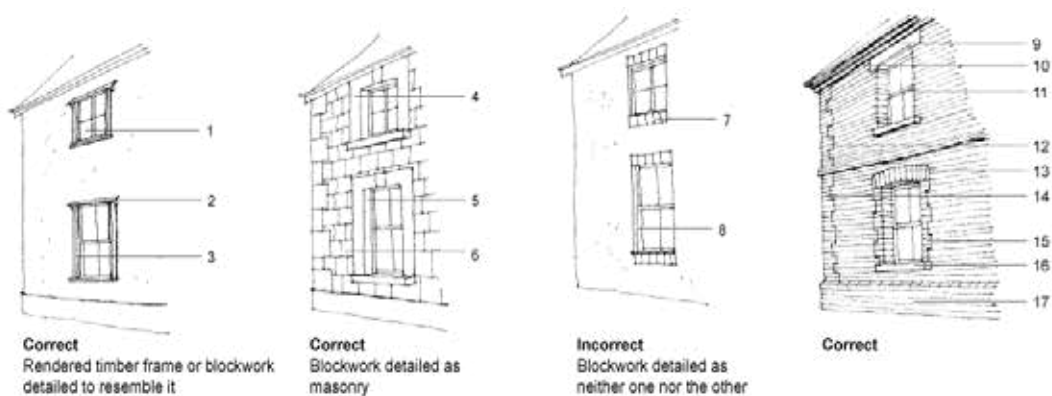 1
2
3
4
5
6
7
8
9
10
11
12
13
14
15
16
17
Correct
Rendered timber frame or blockwork
detailed to resemble it
Correct
Blockwork detailed as
masonry
Incorrect
Blockwork detailed as
neither one nor the other
Correct